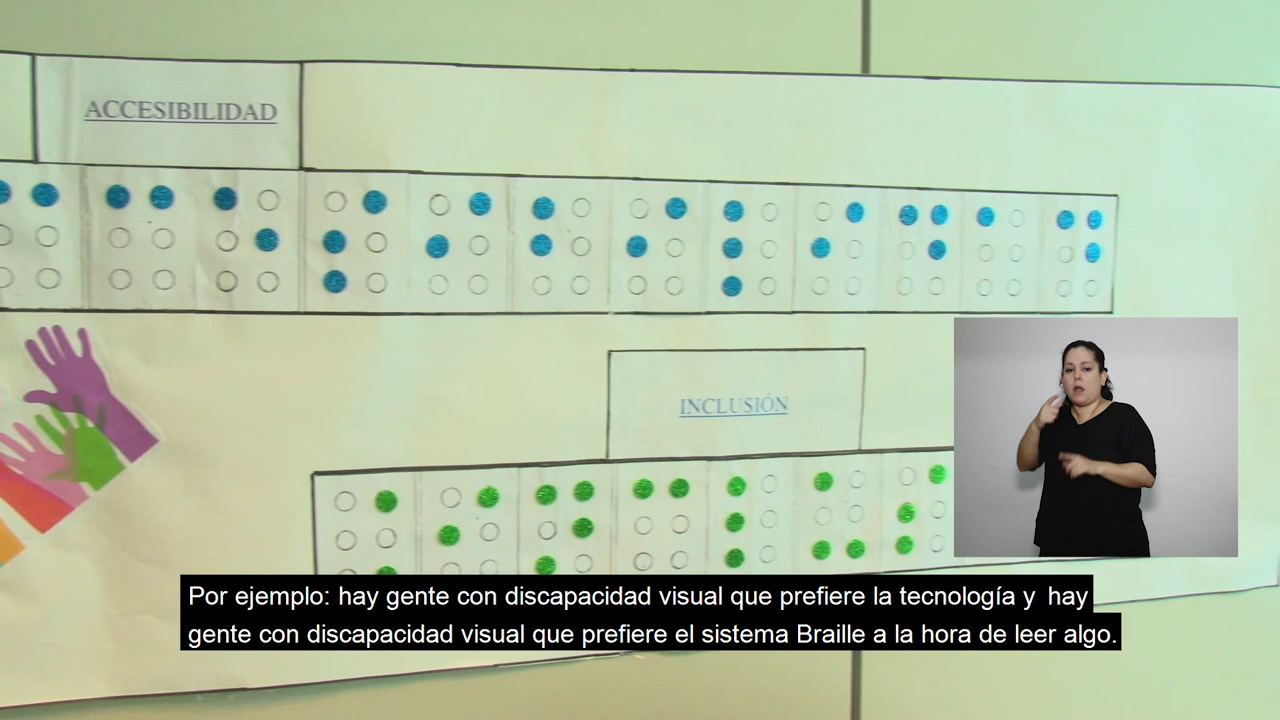 ACCESIBILIDAD
INCLUSIÓN
Por ejemplo: hay gente con discapacidad visual que prefiere la tecnología y hay
gente con discapacidad visual que prefiere el sistema Braille a la hora de leer algo.